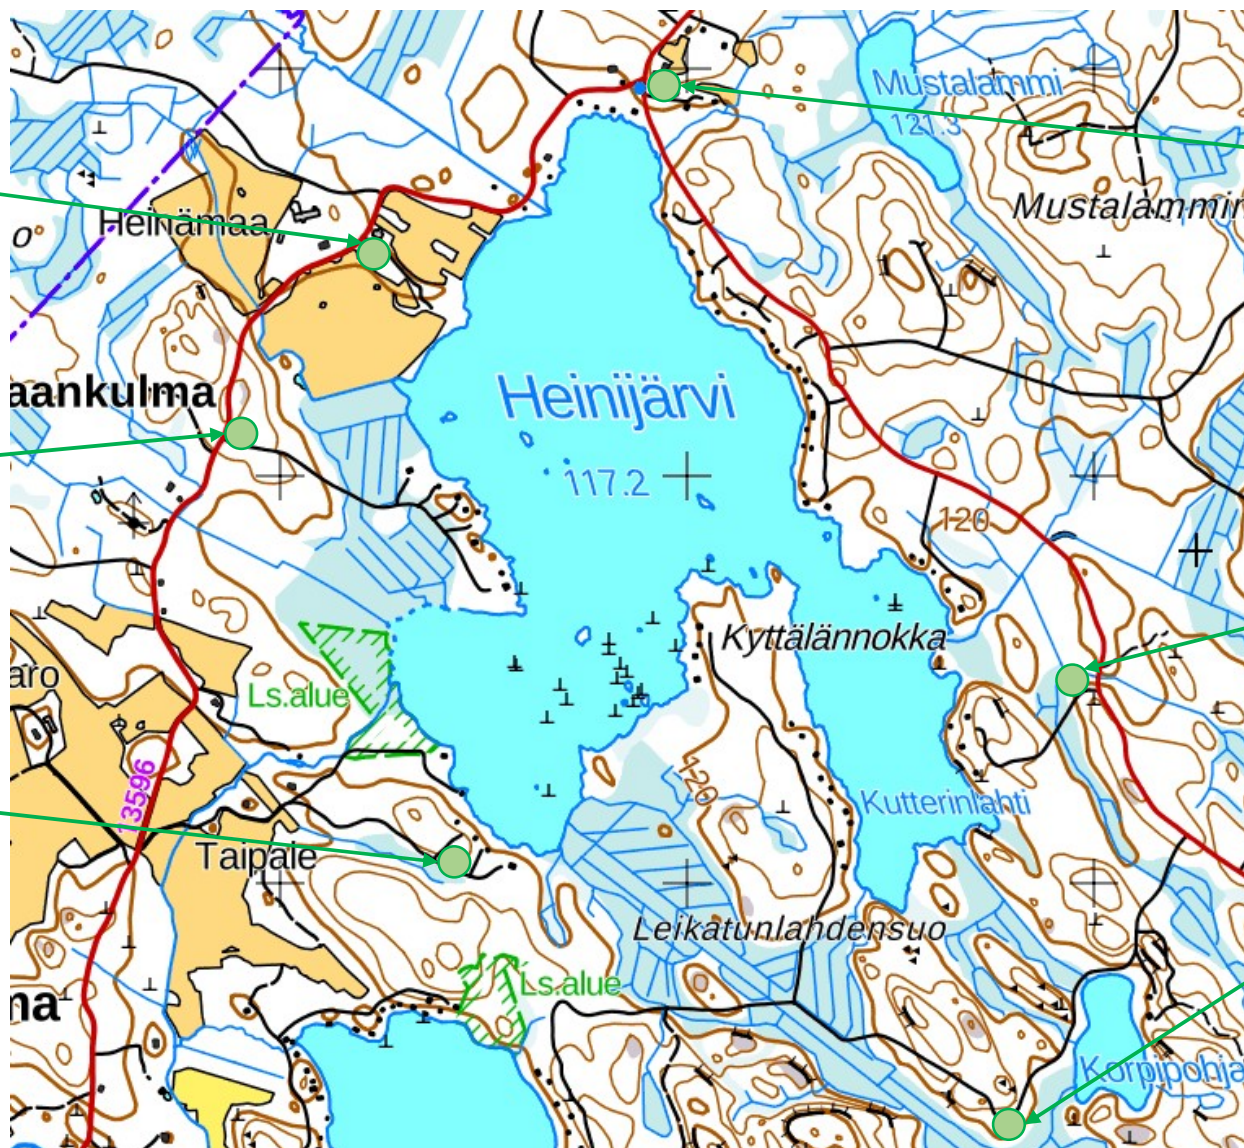 Mustalammi
121.3
Heinämaa
o
Mustalammin
aankulma
Heinijärvi
117.2
120
Kyttälännokka
aro
Ls.alue
13596
120
Kutterinlahti
Taipale
Leikatunlahdensuo
Ls.alue
na
Korpipohja